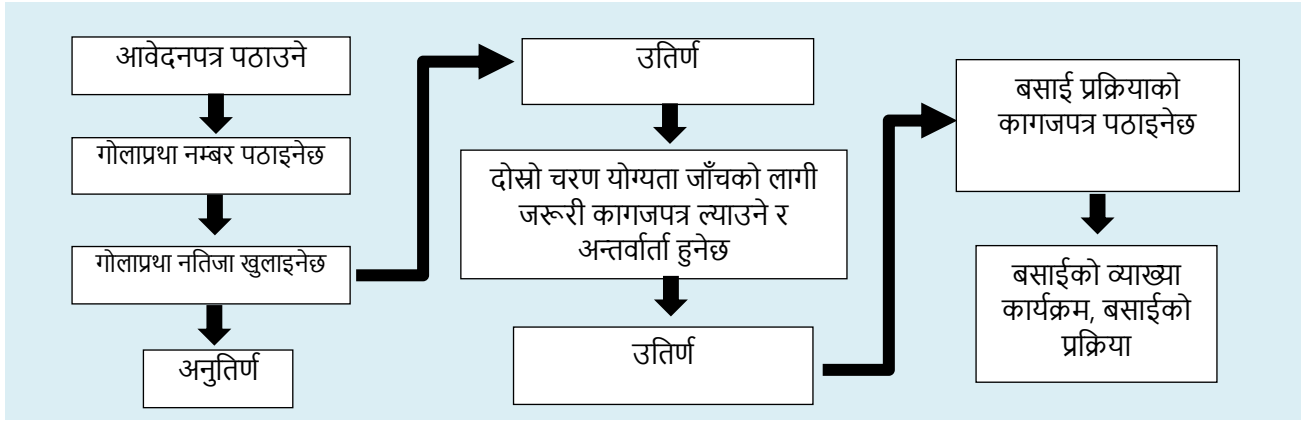 आवेदनपत्र पठाउने
गोलाप्रथा नम्बर पठाइनेछ
गोलाप्रथा नतिजा खुलाइनेछ
अनुतिर्ण
उतिर्ण
दोस्रो चरण योग्यता जाँचको लागी
जरूरी कागजपत्र ल्याउने र
अन्तर्वार्ता हुनेछ
उतिर्ण
बसाई प्रक्रियाको
कागजपत्र पठाइनेछ
बसाईको व्याख्या
कार्यक्रम, बसाईको
प्रक्रिया